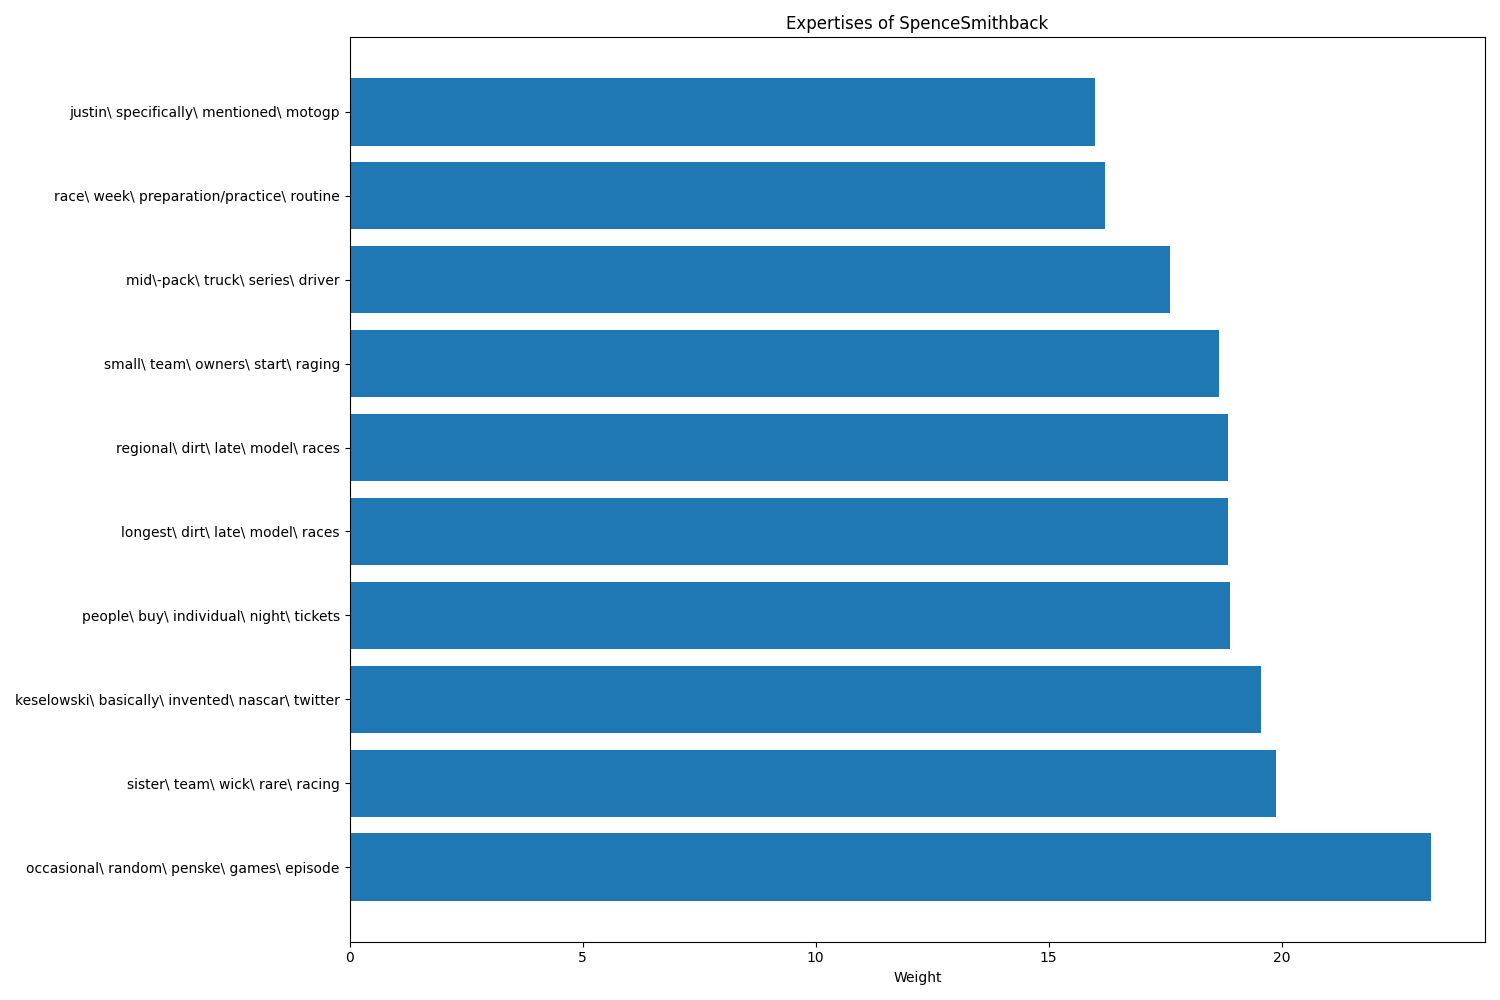 Expertises of SpenceSmithback
justin\ specifically\ mentioned\ motogp
race\ week\ preparation/practice\ routine
mid\-pack\ truck\ series\ driver
small\ team\ owners\ start\ raging
regional\ dirt\ late\ model\ races
longest\ dirt\ late\ model\ races
people\ buy\ individual\ night\ tickets
keselowski\ basically\ invented\ nascar\ twitter
sister\ team\ wick\ rare\ racing
occasional\ random\ penske\ games\ episode
0 5 10 15 20
Weight